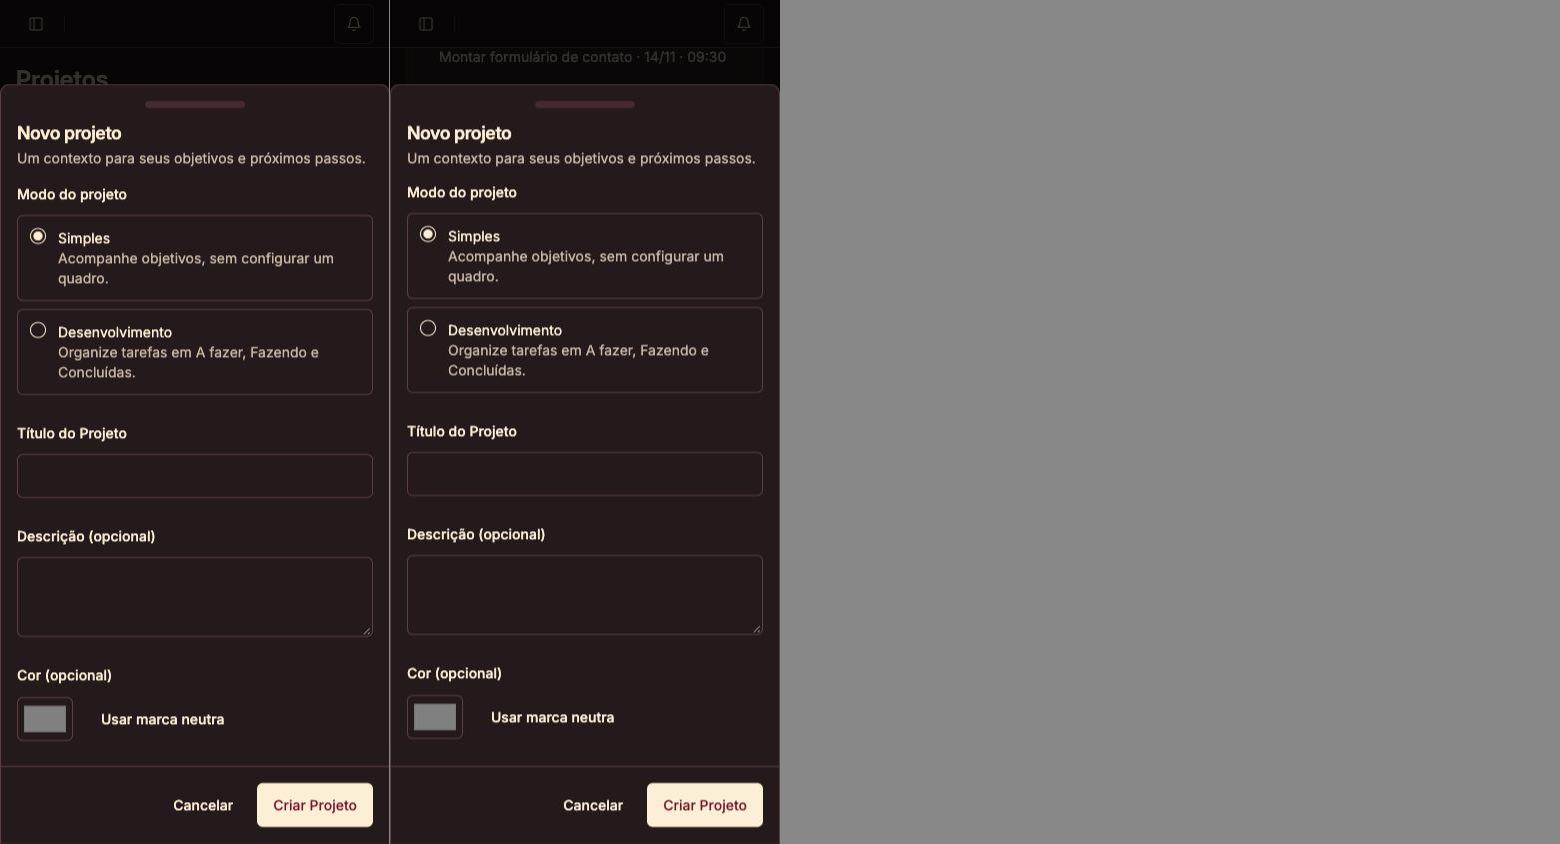 Projetos
Novo projeto
Um contexto para seus objetivos e próximos passos.
Modo do projeto
Simples
Acompanhe objetivos, sem configurar um
quadro.
Desenvolvimento
Organize tarefas em A fazer, Fazendo e
Concluídas.
Título do Projeto
Descrição (opcional)
Cor (opcional)
Usar marca neutra
Cancelar
Criar Projeto
Montar formulário de contato · 14/11 · 09:30
Novo projeto
Um contexto para seus objetivos e próximos passos.
Modo do projeto
Simples
Acompanhe objetivos, sem configurar um
quadro.
Desenvolvimento
Organize tarefas em A fazer, Fazendo e
Concluídas.
Título do Projeto
Descrição (opcional)
Cor (opcional)
Usar marca neutra
Cancelar
Criar Projeto